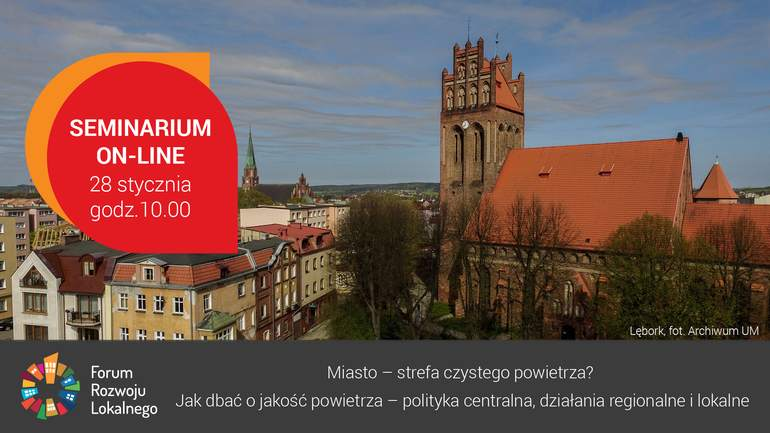 SEMINARIUM
ON-LINE
28 stycznia
godz.10.00
Lębork, fot. Archiwum UM
Forum
Rozwoju
Lokalnego
Miasto – strefa czystego powietrza?
Jak dbać o jakość powietrza – polityka centralna, działania regionalne i lokalne